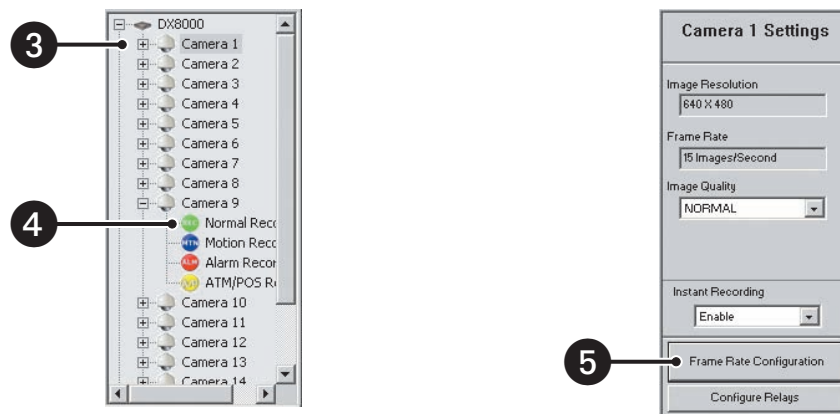 DX8000
3
Camera 1
Camera 2
Camera 3
Camera 4
Camera 5
Camera 6
Camera 7
Camera 8
Camera 9
4
Normal Reco
Motion Reco
MTN
Alarm Recor
ALM
ATM/POS R
Camera 10
Camera 11
Camera 12
Camera 13
Camera 14
Camera 1 Settings
Image Resolution
640 X 480
Frame Rate
15 Images/Second
Image Quality
NORMAL
Instant Recording
Enable
5
Frame Rate Configuration
Configure Relays